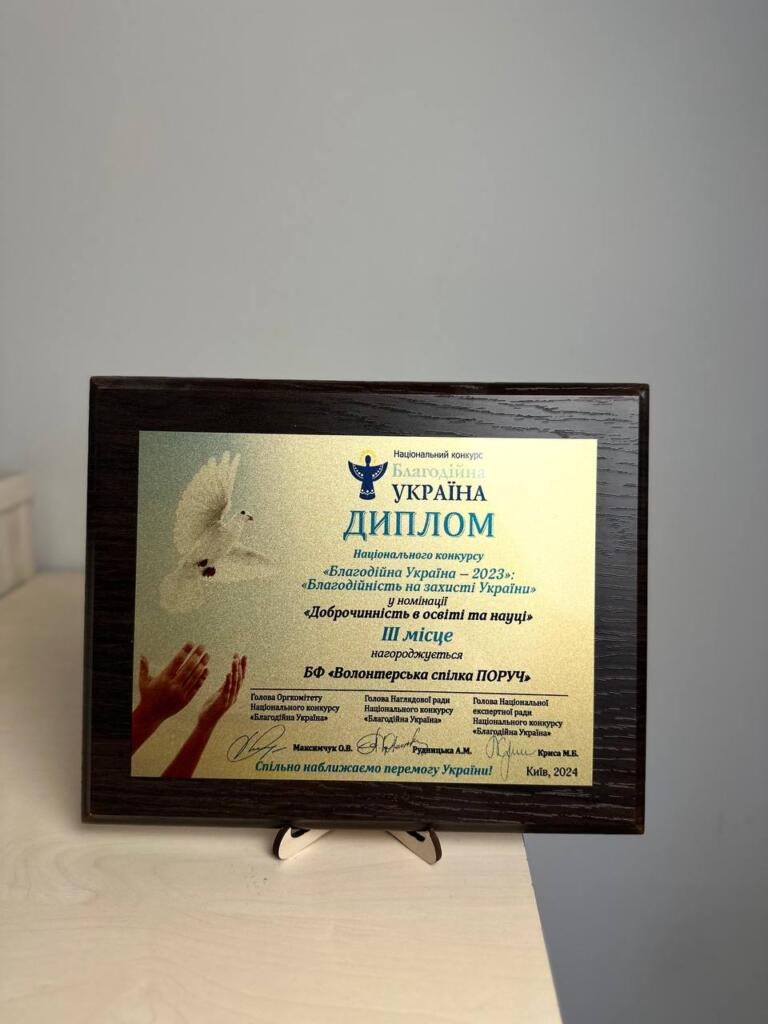 Національний конкурс
Благодійна
УКРАЇНА
ДИПЛОМ
Національного конкурсу
«Благодійна Україна – 2023»:
«Благодійність на захисті України»
у номінації
«Доброчинність в освіті та науці»
III місце
нагороджується
БФ «Волонтерська спілка ПОРУЧ»
Голова Оргкомітету
Національного конкурсу
«Благодійна Україна»
Максимчук О.В.
Голова Наглядової ради
Національного конкурсу
«Благодійна Україна»
Рудницька А.М.
Голова Національної
експертної ради
Національного конкурсу
«Благодійна Україна»
Криса М.Б.
Спільно наближаємо перемогу України!
Київ, 2024